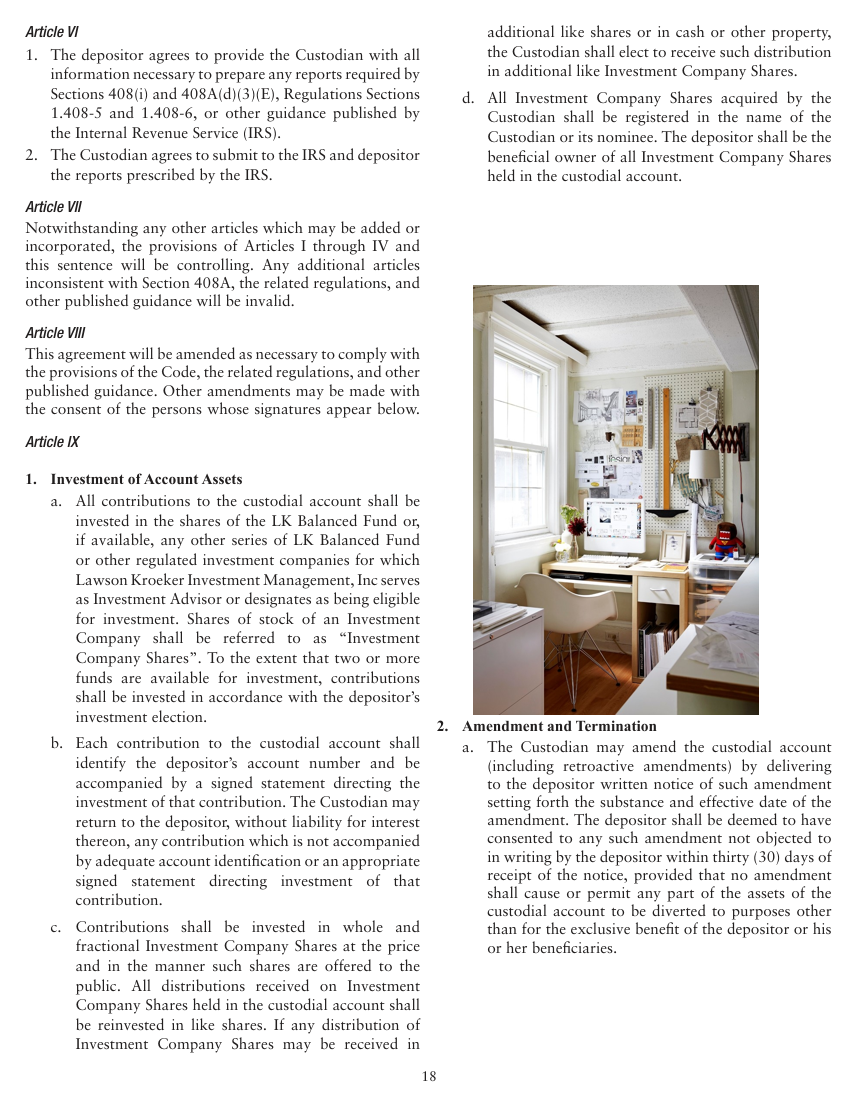 Article VI
1. The depositor agrees to provide the Custodian with all
information necessary to prepare any reports required by
Sections 408(i) and 408A(d)(3)(E), Regulations Sections
1.408-5 and 1.408-6, or other guidance published by
the Internal Revenue Service (IRS).
2. The Custodian agrees to submit to the IRS and depositor
the reports prescribed by the IRS.
Article VII
Notwithstanding any other articles which may be added or
incorporated, the provisions of Articles I through IV and
this sentence will be controlling. Any additional articles
inconsistent with Section 408A, the related regulations, and
other published guidance will be invalid.
Article VIII
This agreement will be amended as necessary to comply with
the provisions of the Code, the related regulations, and other
published guidance. Other amendments may be made with
the consent of the persons whose signatures appear below.
Article IX
1. Investment of Account Assets
a. All contributions to the custodial account shall be
invested in the shares of the LK Balanced Fund or,
if available, any other series of LK Balanced Fund
or other regulated investment companies for which
Lawson Kroeker Investment Management, Inc serves
as Investment Advisor or designates as being eligible
for investment. Shares of stock of an Investment
Company shall be referred to as “Investment
Company Shares”. To the extent that two or more
funds are available for investment, contributions
shall be invested in accordance with the depositor’s
investment election.
b. Each contribution to the custodial account shall
identify the depositor’s account number and be
accompanied by a signed statement directing the
investment of that contribution. The Custodian may
return to the depositor, without liability for interest
thereon, any contribution which is not accompanied
by adequate account identification or an appropriate
signed statement directing investment of that
contribution.
c. Contributions shall be invested in whole and
fractional Investment Company Shares at the price
and in the manner such shares are offered to the
public. All distributions received on Investment
Company Shares held in the custodial account shall
be reinvested in like shares. If any distribution of
Investment Company Shares may be received in
additional like shares or in cash or other property,
the Custodian shall elect to receive such distribution
in additional like Investment Company Shares.
d. All Investment Company Shares acquired by the
Custodian shall be registered in the name of the
Custodian or its nominee. The depositor shall be the
beneficial owner of all Investment Company Shares
held in the custodial account.
design
2. Amendment and Termination
a. The Custodian may amend the custodial account
(including retroactive amendments) by delivering
to the depositor written notice of such amendment
setting forth the substance and effective date of the
amendment. The depositor shall be deemed to have
consented to any such amendment not objected to
in writing by the depositor within thirty (30) days of
receipt of the notice, provided that no amendment
shall cause or permit any part of the assets of the
custodial account to be diverted to purposes other
than for the exclusive benefit of the depositor or his
or her beneficiaries.
18